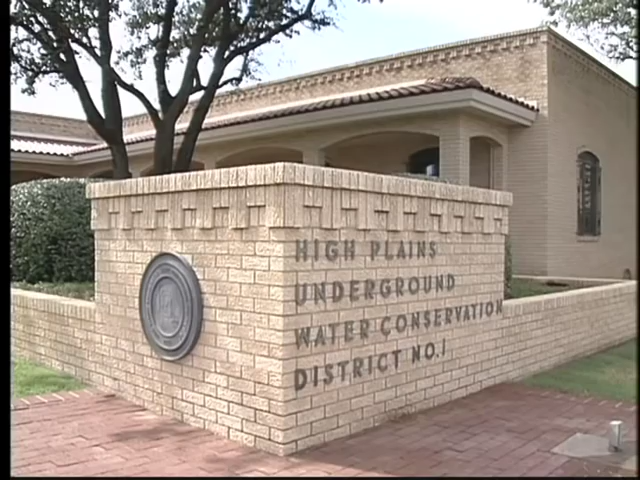 HIGH PLAINS
UNDERGROUND
WATER CONSERVATION
DISTRICT NO. 1